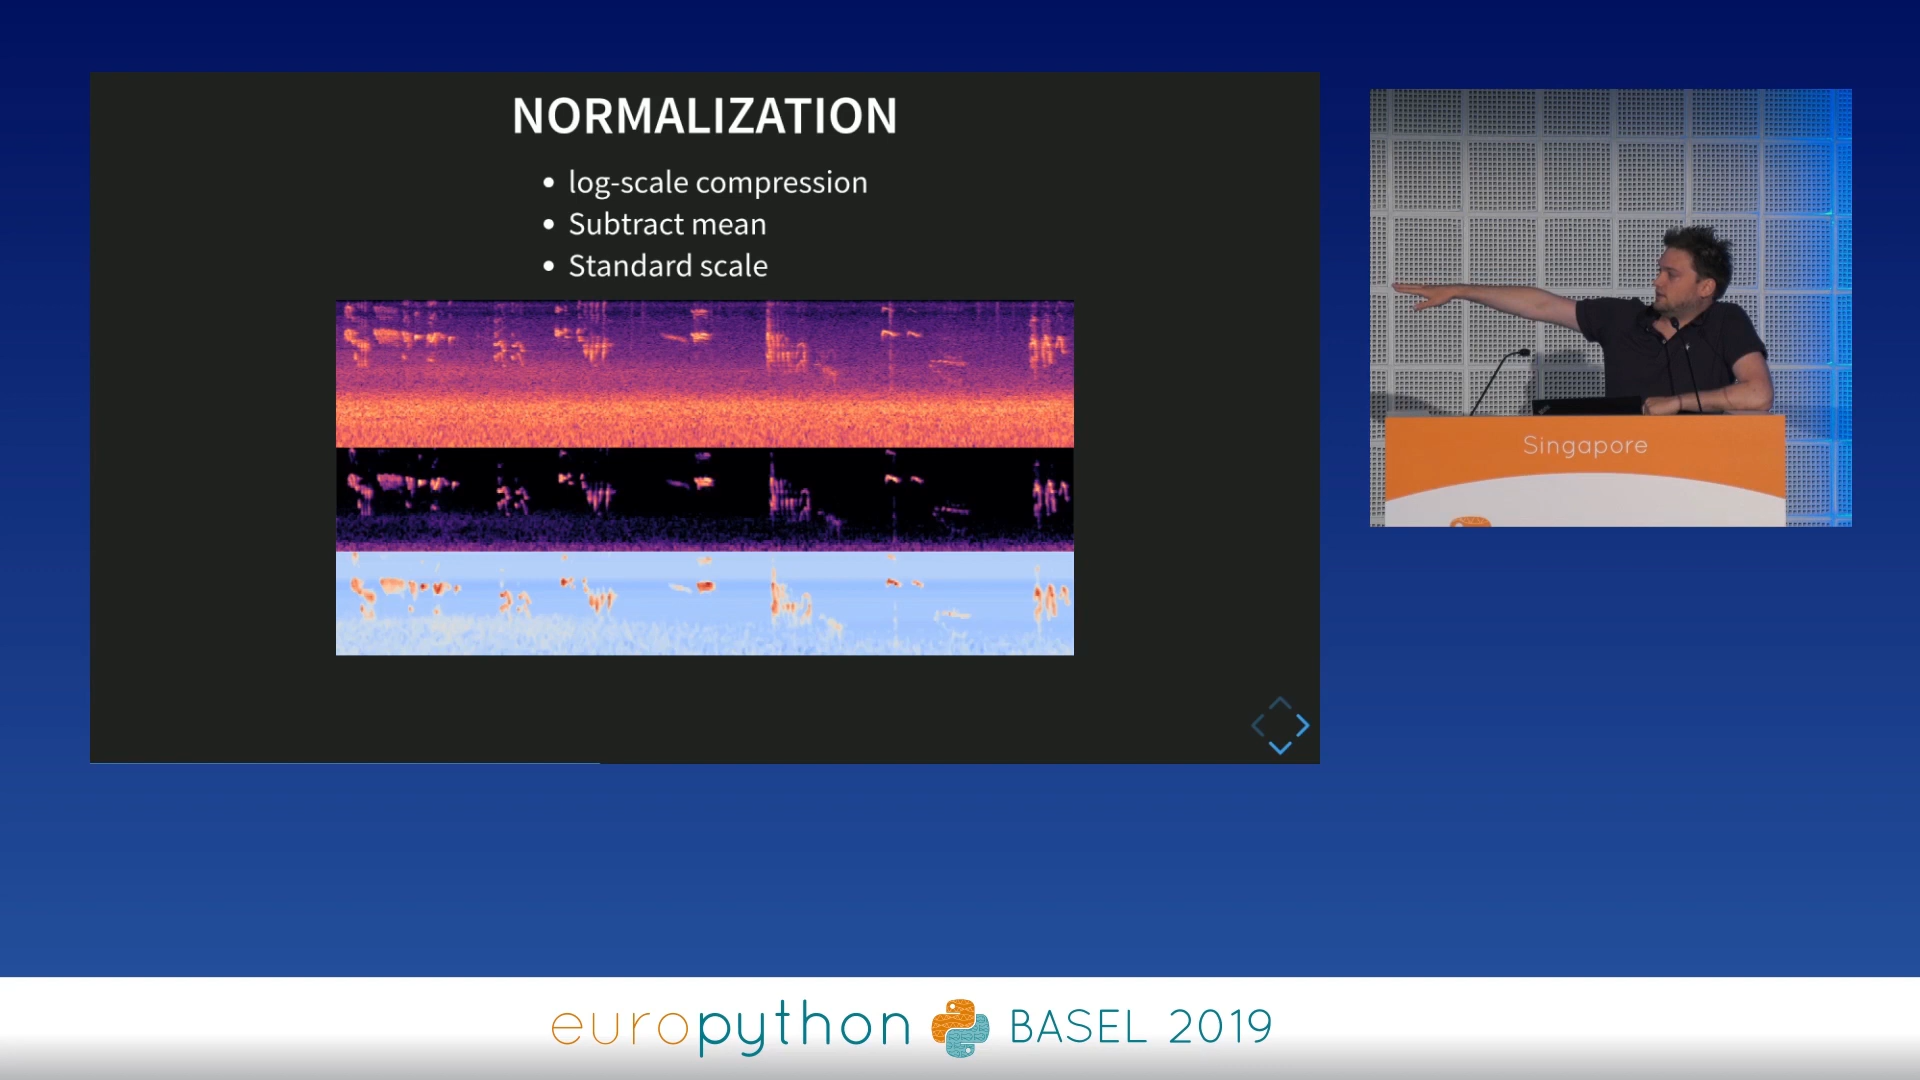 NORMALIZATION
• log-scale compression
• Subtract mean
• Standard scale
Singapore
europython BASEL 2019